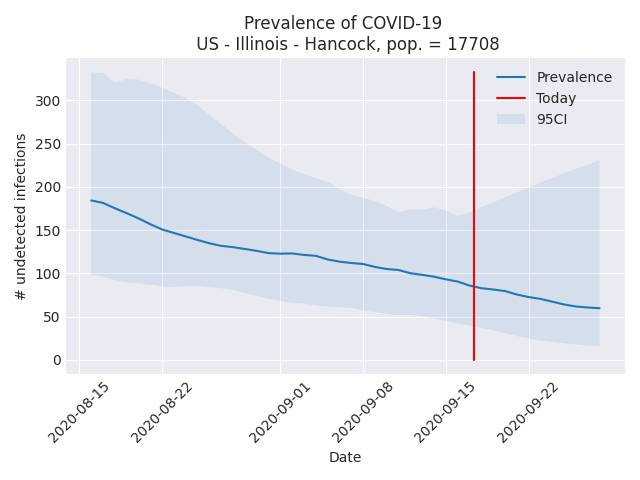 Prevalence of COVID-19
US - Illinois - Hancock, pop. = 17708
Prevalence
Today
95CI
# undetected infections
300
250
200
150
100
50
0
2020-08-15
2020-08-22
2020-09-01
2020-09-08
2020-09-15
2020-09-22
Date